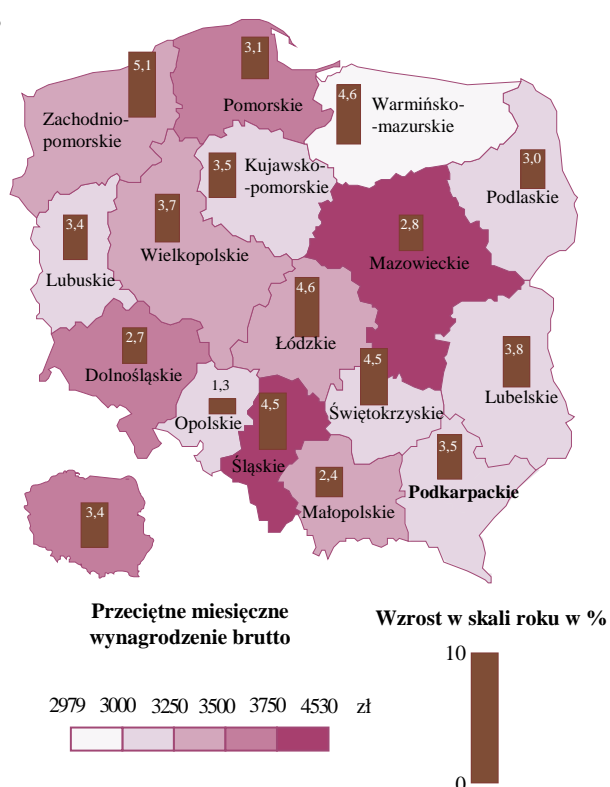 5,1
3,1
Zachodnio-
pomorskie
Pomorskie
4,6
Warmińsko-
-mazurskie
3,5
Kujawsko-
-pomorskie
3,0
Podlaskie
3,4
Lubuskie
3,7
Wielkopolskie
2,8
Mazowieckie
4,6
Łódzkie
2,7
Dolnośląskie
1,3
Opolskie
4,5
Śląskie
4,5
Świętokrzyskie
3,8
Lubelskie
2,4
Małopolskie
3,5
Podkarpackie
3,4
Przeciętne miesięczne
wynagrodzenie brutto
2979 3000 3250 3500 3750 4530 zł
Wzrost w skali roku w %
10
0